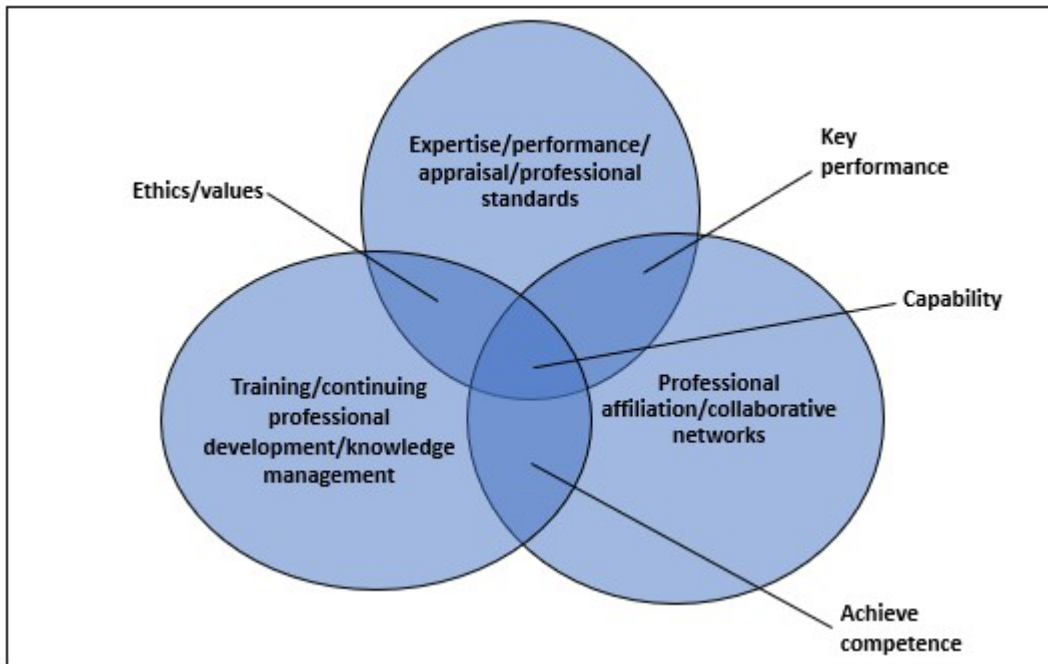 Expertise/performance/
appraisal/professional
standards
Key
performance
Ethics/values
Capability
Training/continuing
professional
development/knowledge
management
Professional
affiliation/collaborative
networks
Achieve
competence